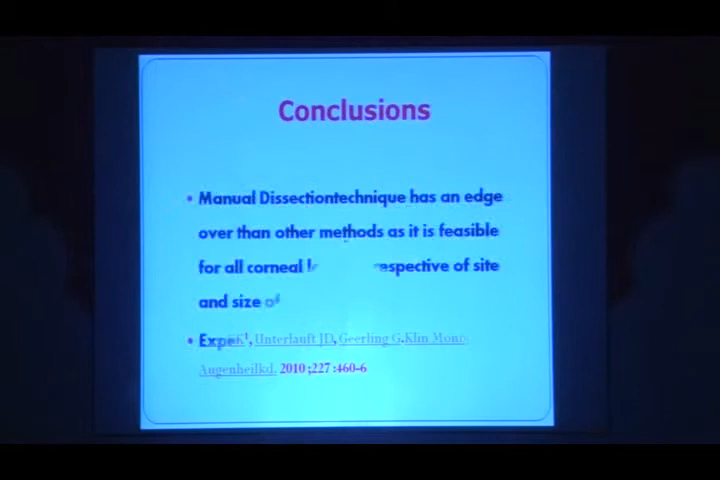 Conclusions
• Manual Dissectiontechnique has an edge
over than other methods as it is feasible
for all corneal
of site
and size of
• Unterlauft JD, Geerling G.Klin Mono
Augenheilkd. 2010 ;227 :460-6